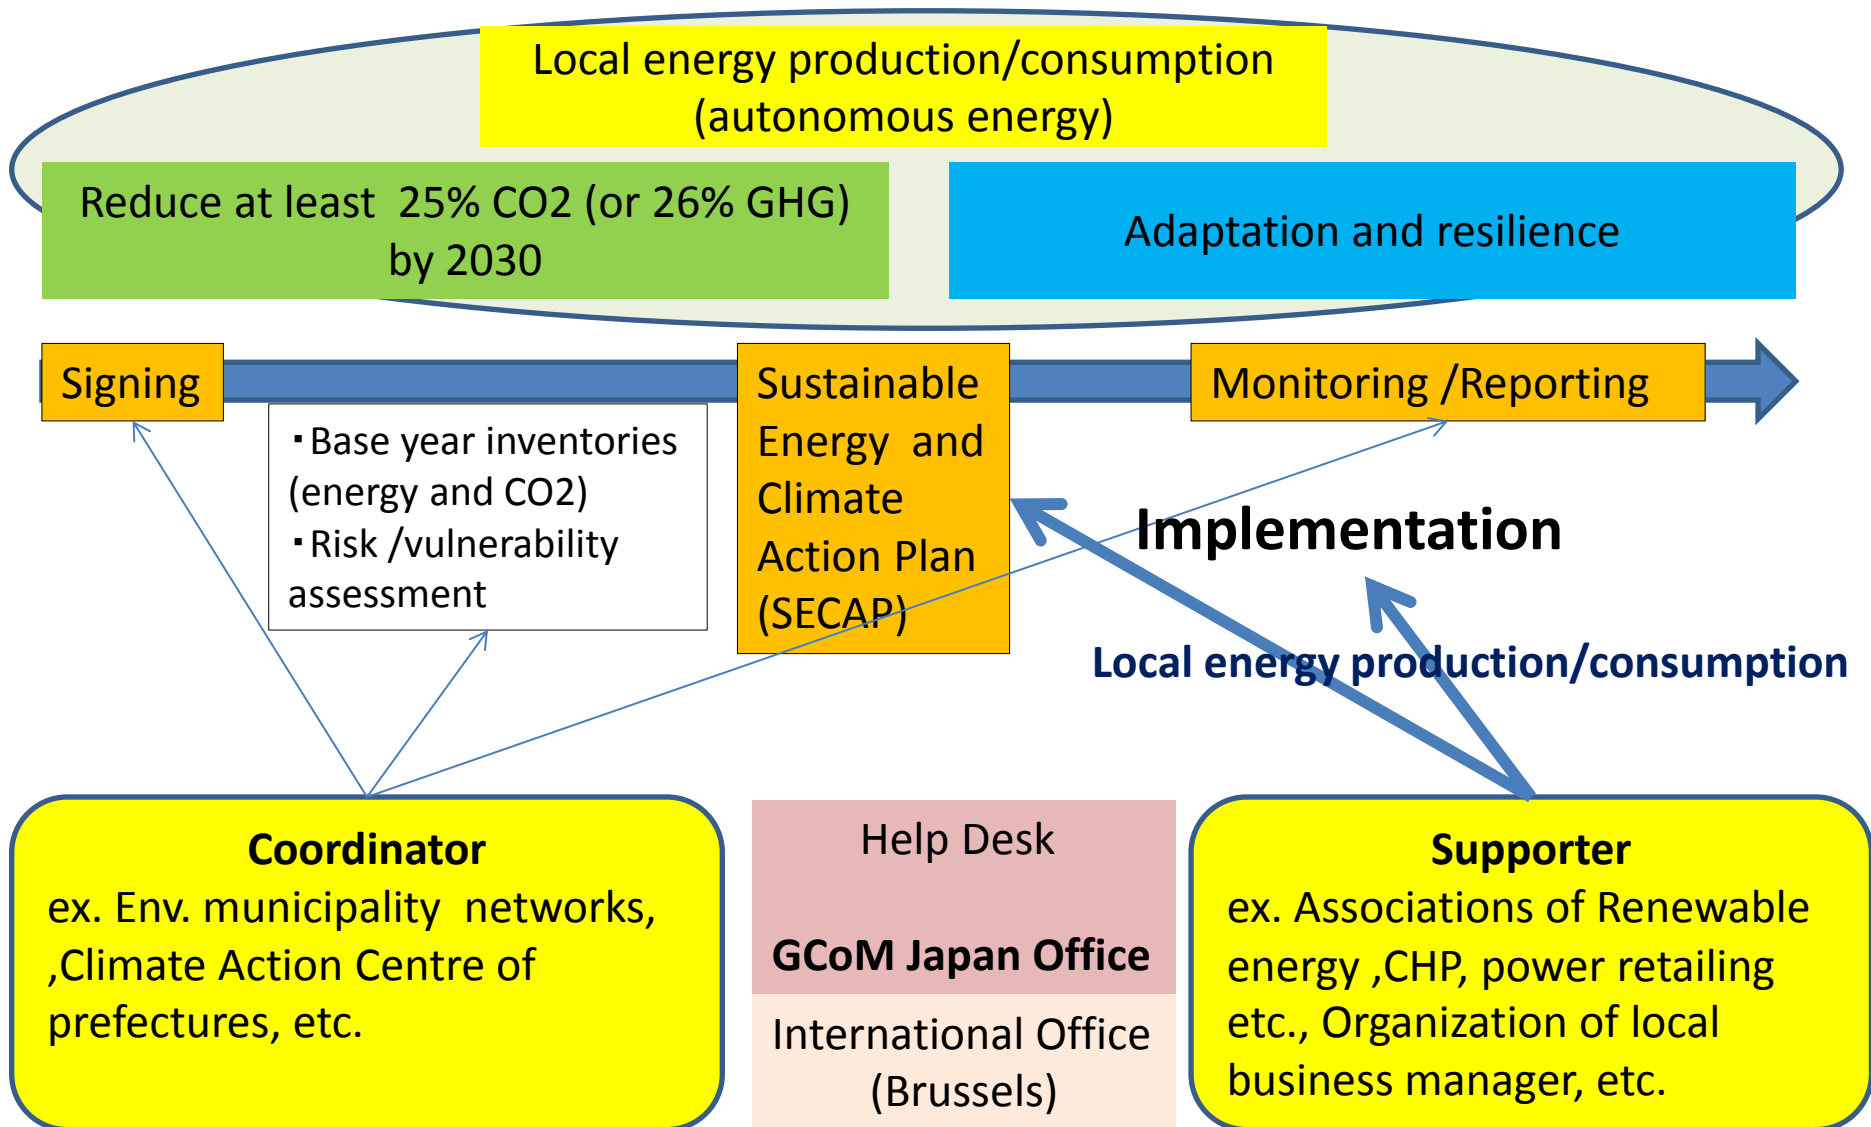 Local energy production/consumption
(autonomous energy)
Reduce at least  25% CO2 (or 26% GHG)
by 2030
Adaptation and resilience
Signing
・Base year inventories
(energy and CO2)
・Risk /vulnerability
assessment
Sustainable
Energy  and
Climate
Action Plan
(SECAP)
Monitoring /Reporting
Implementation
Local energy production/consumption
Coordinator
ex. Env. municipality  networks,
,Climate Action Centre of
prefectures, etc.
Help Desk
GCoM Japan Office
International Office
(Brussels)
Supporter
ex. Associations of Renewable
energy ,CHP, power retailing
etc., Organization of local
business manager, etc.